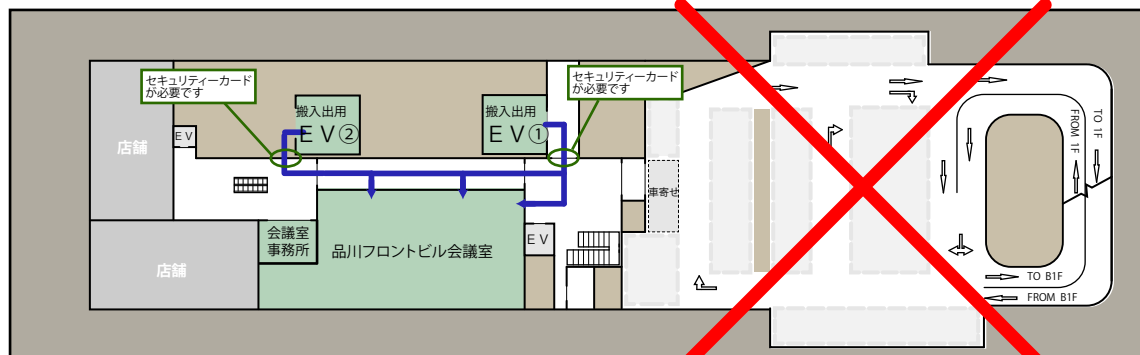 セキュリティーカード
が必要です
セキュリティーカード
が必要です
搬入出用
EV②
搬入出用
EV①
EV
店舗
車寄せ
会議室
事務所
品川フロントビル会議室
EV
店舗
TO 1F
FROM 1F
TO B1F
FROM B1F